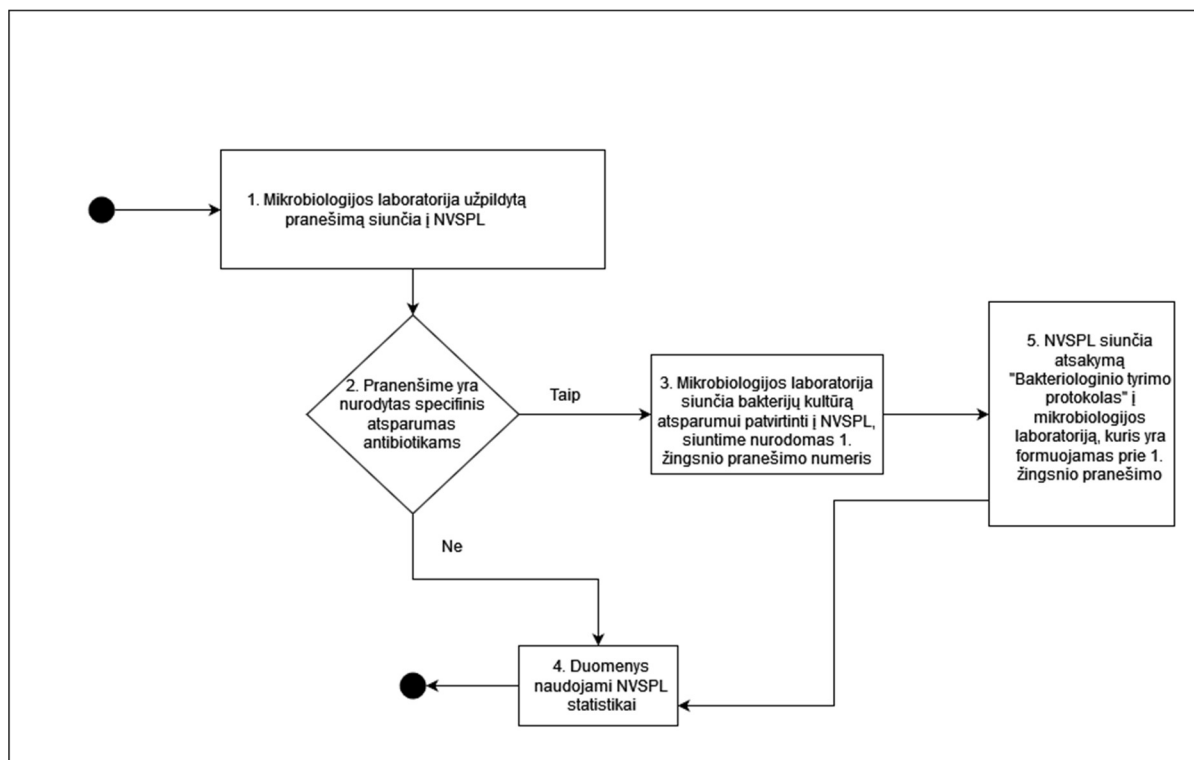 1. Mikrobiologijos laboratorija užpildytą
pranešimą siunčia į NVSPL
2. Pranenšime yra
nurodytas specifinis
atsparumas
antibiotikams
Taip
3. Mikrobiologijos laboratorija
siunčia bakterijų kultūrą
atsparumui patvirtinti į NVSPL,
siuntime nurodomas 1.
žingsnio pranešimo numeris
5. NVSPL siunčia
atsakymą
"Bakteriologinio tyrimo
protokolas" į
mikrobiologijos
laboratoriją, kuris yra
formuojamas prie 1.
žingsnio pranešimo
Ne
4. Duomenys
naudojami NVSPL
statistikai